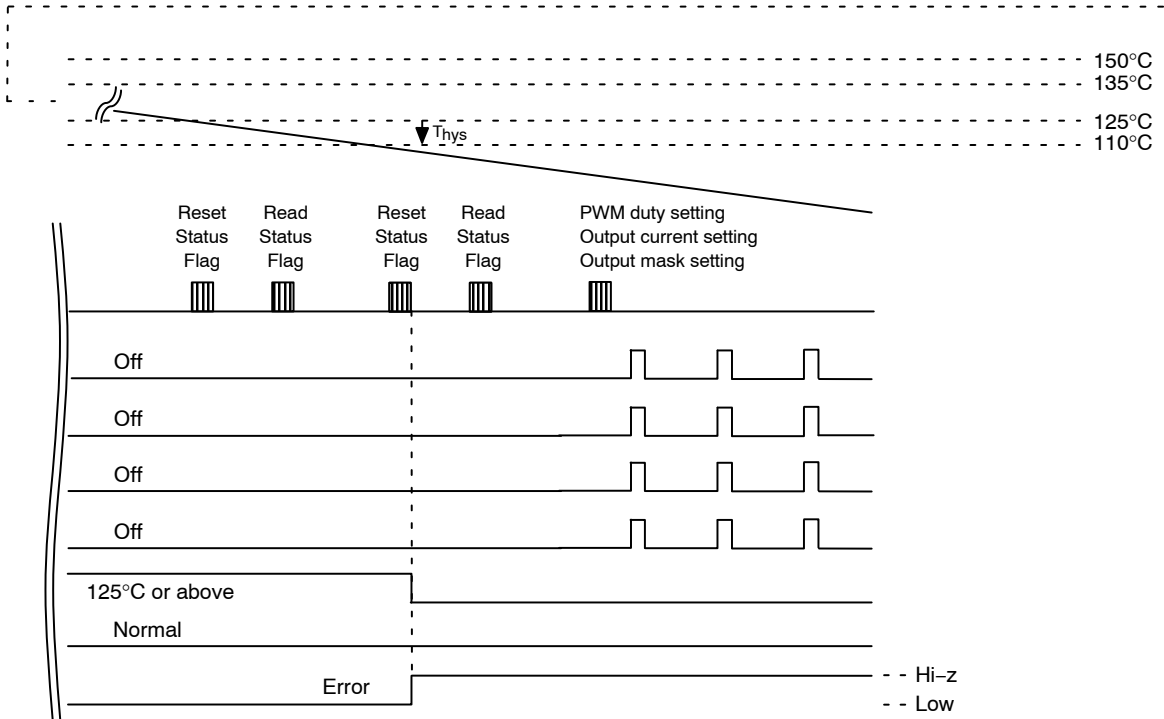 150°C
135°C
125°C
Thys
110°C
Reset Status Flag
Read Status Flag
Reset Status Flag
Read Status Flag
PWM duty setting
Output current setting
Output mask setting
Off
Off
Off
Off
125°C or above
Normal
Error
Hi−z
Low